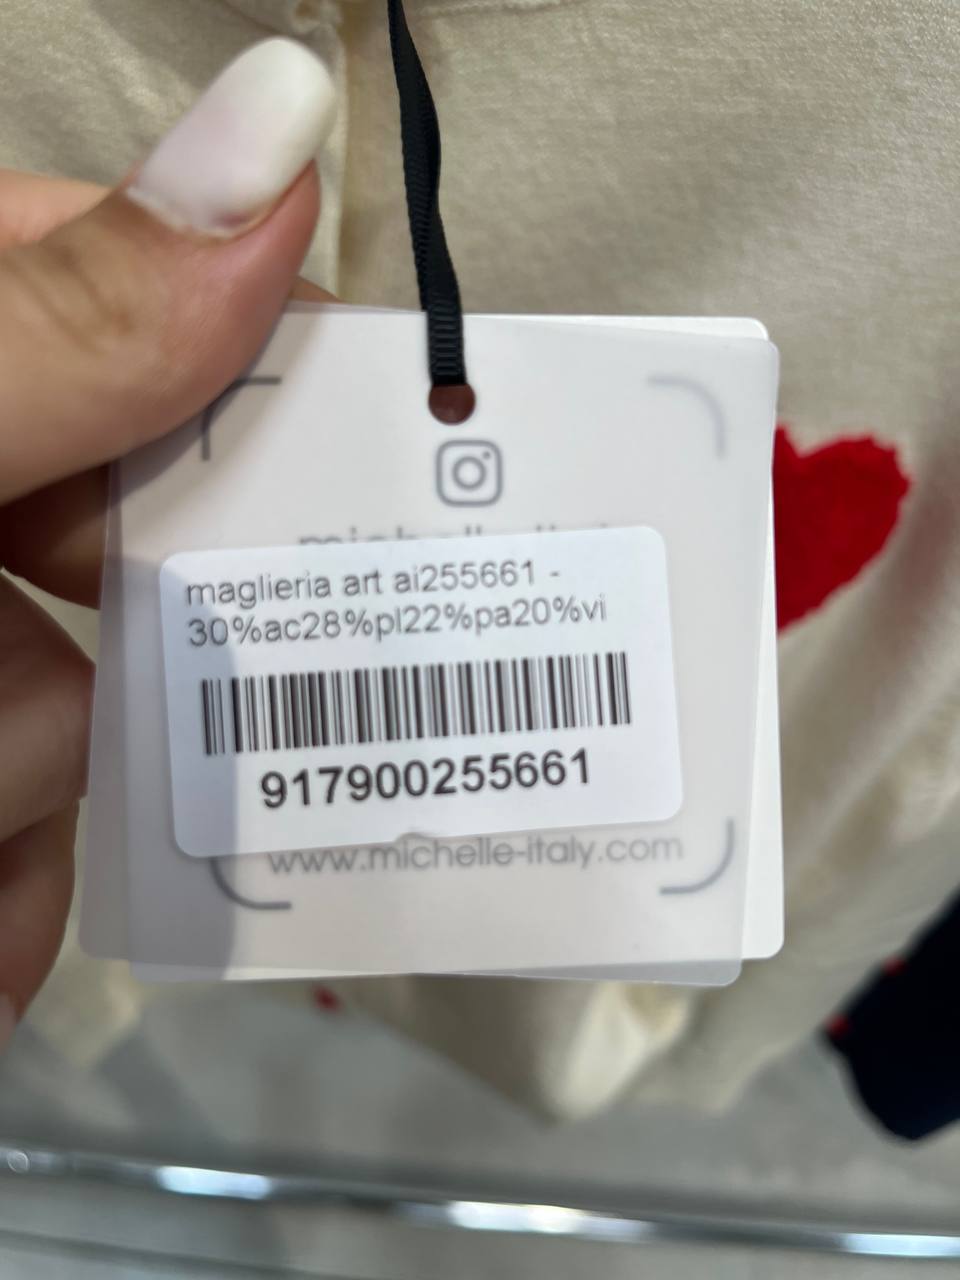 maglieria art ai255661 -
30%ac28%pl22%pa20%vi
917900255661
www.michelle-italy.com